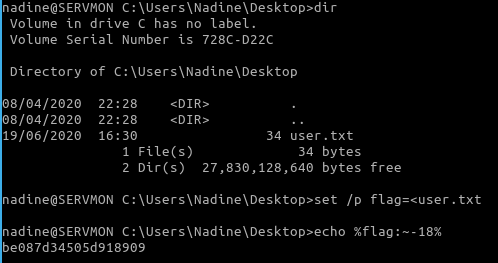 nadine@SERVMON C:\Users\Nadine\Desktop>dir
 Volume in drive C has no label.
 Volume Serial Number is 728C-D22C

 Directory of C:\Users\Nadine\Desktop

08/04/2020  22:28    <DIR>          .
08/04/2020  22:28    <DIR>          ..
19/06/2020  16:30                34 user.txt
               1 File(s)             34 bytes
               2 Dir(s)  27,830,128,640 bytes free

nadine@SERVMON C:\Users\Nadine\Desktop>set /p flag=<user.txt

nadine@SERVMON C:\Users\Nadine\Desktop>echo %flag:~-18%
be087d34505d918909